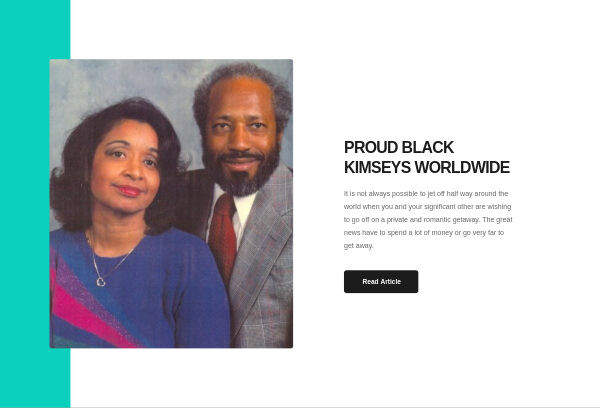 PROUD BLACK
KIMSEYS WORLDWIDE
It is not always possible to jet off half way around the
world when you and your significant other are wishing
to go off on a private and romantic getaway. The great
news have to spend a lot of money or go very far to
get away.
Read Article